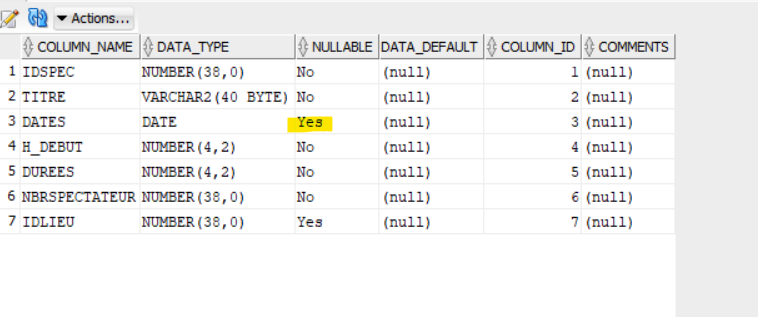 Actions...
COLUMN_NAME DATA_TYPE NULLABLE DATA_DEFAULT COLUMN_ID COMMENTS
1 IDSPEC NUMBER(38,0) No (null) 1 (null)
2 TITRE VARCHAR2(40 BYTE) No (null) 2 (null)
3 DATES DATE Yes (null) 3 (null)
4 H_DEBUT NUMBER(4,2) No (null) 4 (null)
5 DUREES NUMBER(4,2) No (null) 5 (null)
6 NBRSPECTATEUR NUMBER(38,0) No (null) 6 (null)
7 IDLIEU NUMBER(38,0) Yes (null) 7 (null)